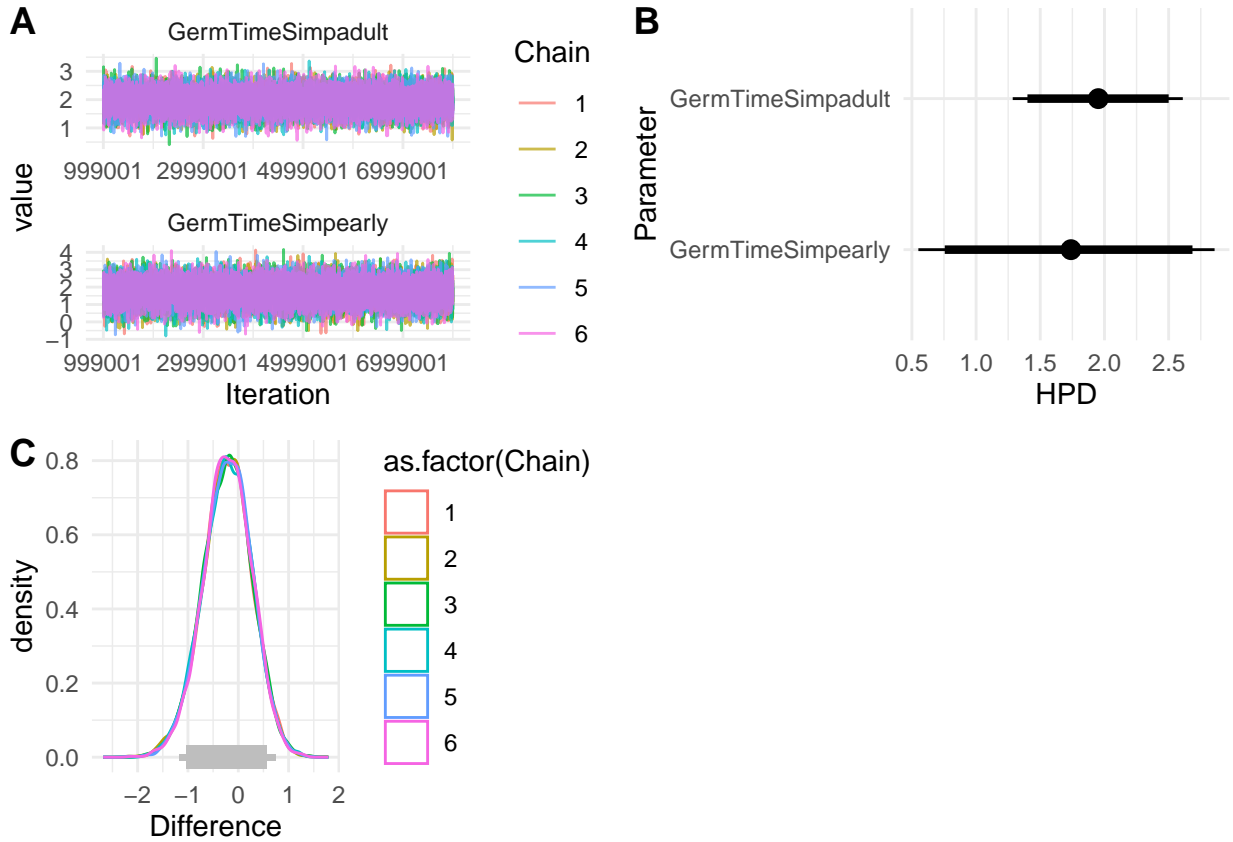 A
GermTimeSimpadult
3
2
1
999001 2999001 4999001 6999001
GermTimeSimpearly
4
3
2
1
0
−1
999001 2999001 4999001 6999001
Iteration
value
Chain
1
2
3
4
5
6
B
GermTimeSimpadult
GermTimeSimpearly
Parameter
0.5 1.0 1.5 2.0 2.5
HPD
C
0.8
0.6
0.4
0.2
0.0
density
−2 −1 0 1 2
Difference
as.factor(Chain)
1
2
3
4
5
6